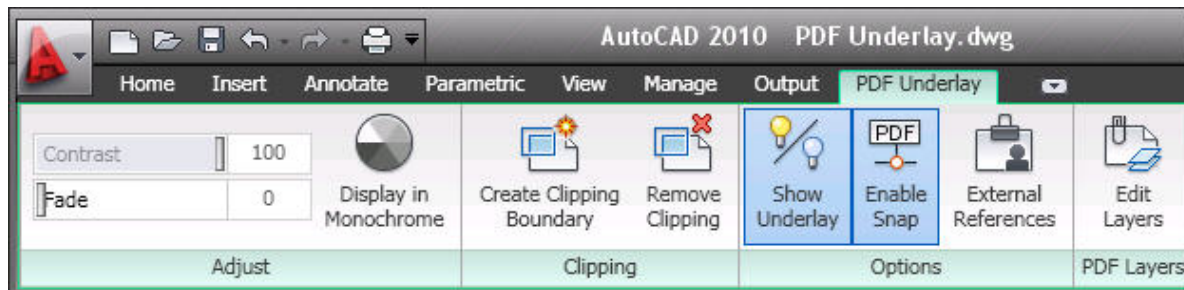 AutoCAD 2010 PDF Underlay.dwg
Home Insert Annotate Parametric View Manage Output PDF Underlay
Contrast 100
Fade 0
Display in
Monochrome
Create Clipping
Boundary
Remove
Clipping
Show
Underlay
PDF
Enable
Snap
External
References
Edit
Layers
Adjust Clipping Options PDF Layers